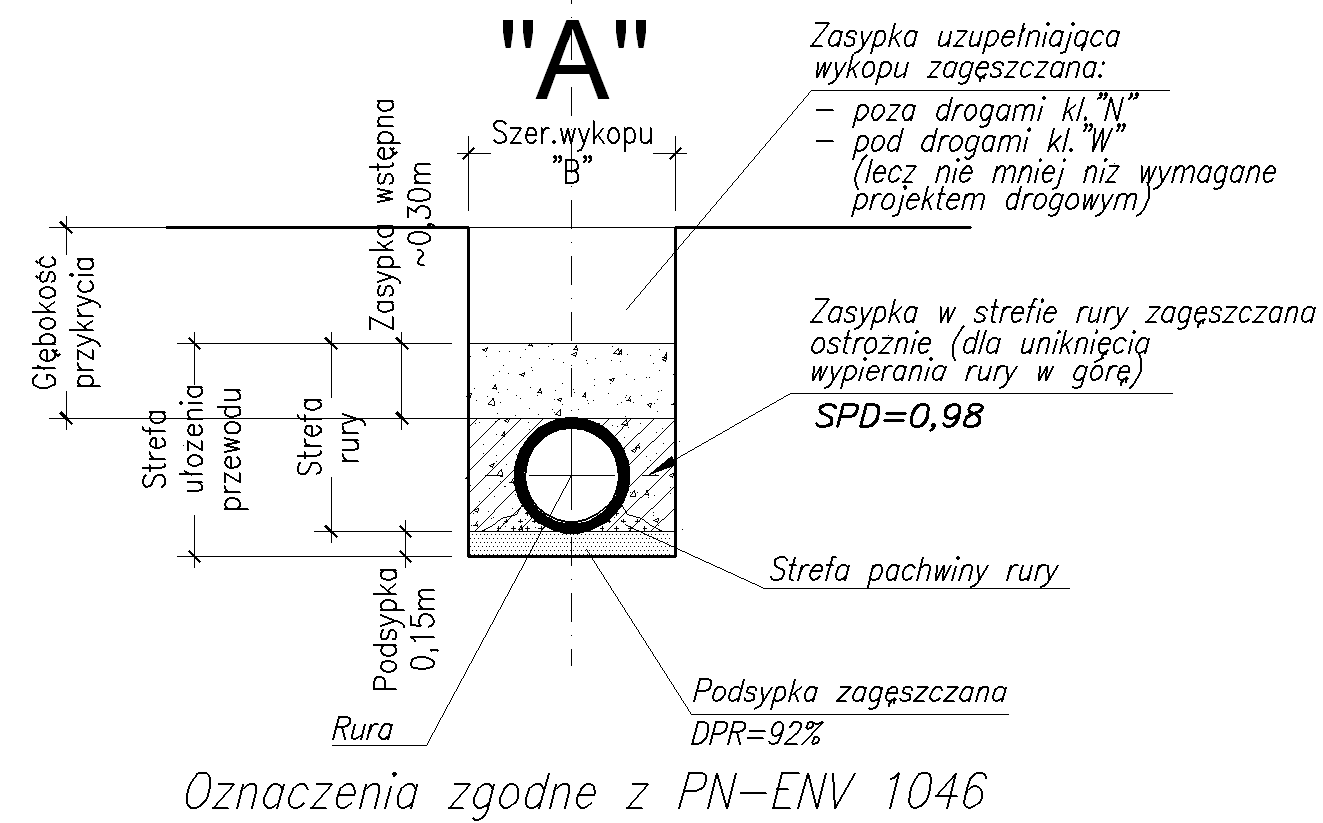 "A"
Szer.wykopu
"B"
Zasypka uzupełniająca
wykopu zagęszczana:
– poza drogami kl."N"
– pod drogami kl."W"
(lecz nie mniej niz wymagane
projektem drogowym)
Zasypka wstępna
~0,30m
Głębokość
przykrycia
Zasypka w strefie rury zagęszczana
ostroznie (dla uniknięcia
wypierania rury w górę)
SPD=0,98
Strefa
ułozenia
przewodu
Strefa
rury
Strefa pachwiny rury
Podsypka
0,15m
Podsypka zagęszczana
DPR=92%
Rura
Oznaczenia zgodne z PN–ENV 1046